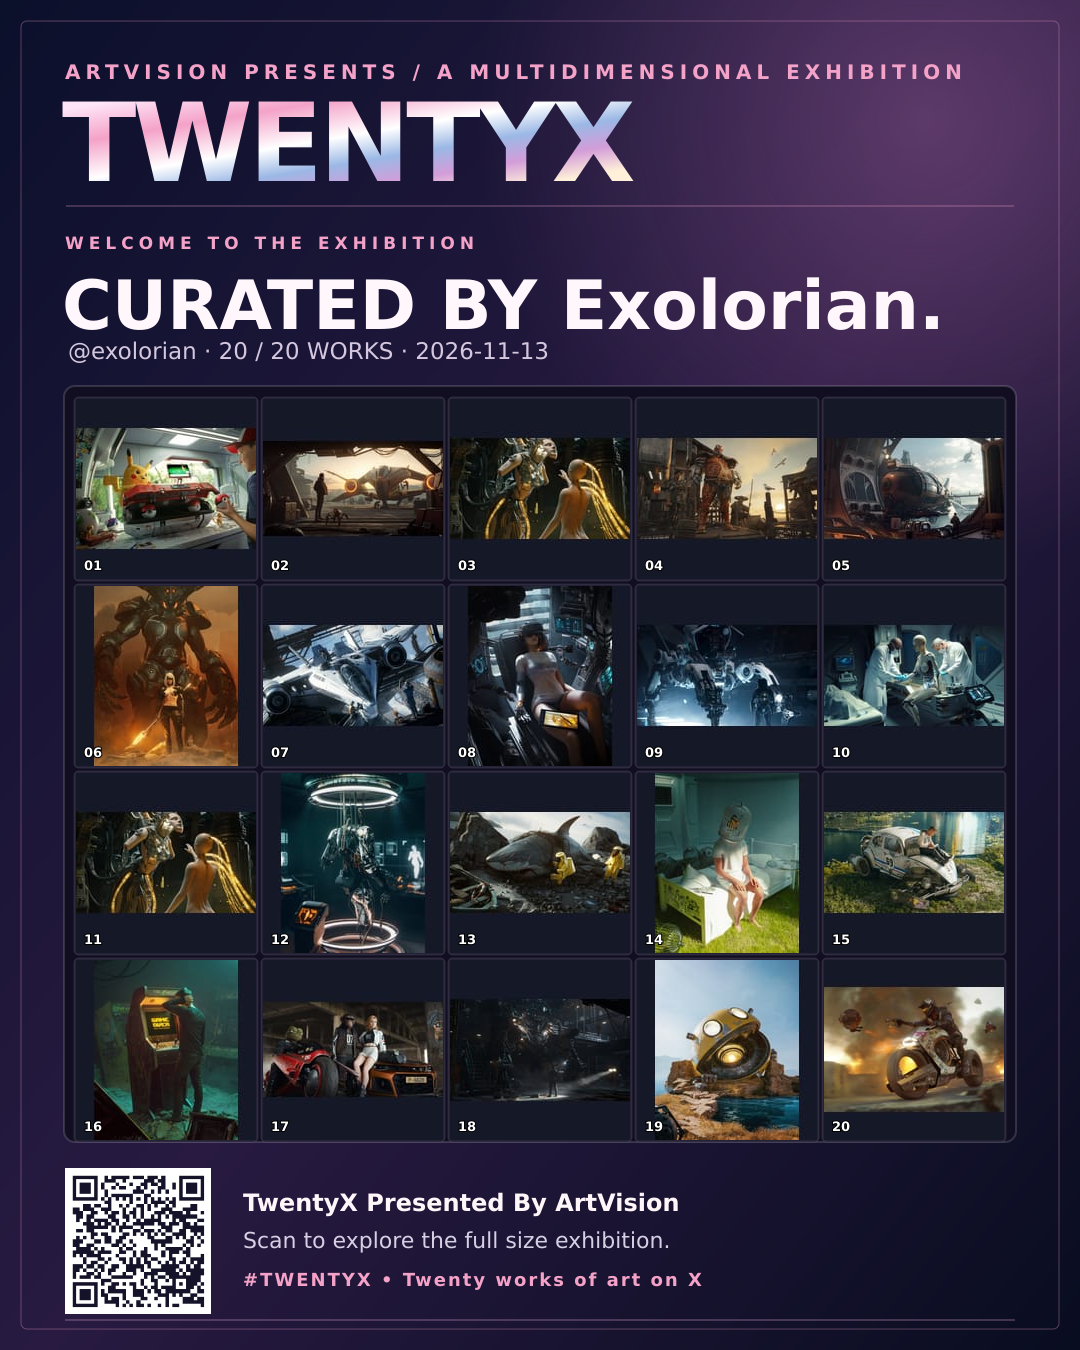 ARTVISION PRESENTS / A MULTIDIMENSIONAL EXHIBITION
TWENTYX
WELCOME TO THE EXHIBITION
CURATED BY Exolorian.
@exolorian · 20 / 20 WORKS · 2026-11-13
01
02
03
04
05
06
07
08
09
10
11
12
13
14
15
GAME
OVER
16
17
18
19
20
TwentyX Presented By ArtVision
Scan to explore the full size exhibition.
#TWENTYX • Twenty works of art on X